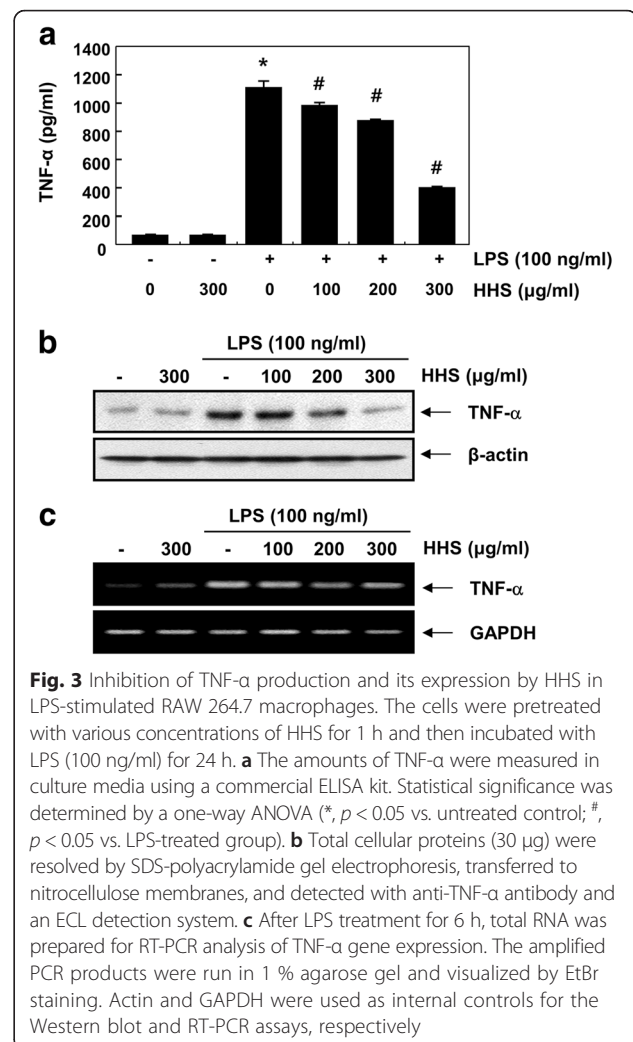 a
1400
1200
1000
800
600
400
200
0
TNF-α (pg/ml)
* # # #
- - + + + + LPS (100 ng/ml)
0 300 0 100 200 300 HHS (µg/ml)
b
LPS (100 ng/ml)
- 300 - 100 200 300 HHS (µg/ml)
TNF-α
β-actin
c
LPS (100 ng/ml)
- 300 - 100 200 300 HHS (µg/ml)
TNF-α
GAPDH
Fig. 3 Inhibition of TNF-α production and its expression by HHS in
LPS-stimulated RAW 264.7 macrophages. The cells were pretreated
with various concentrations of HHS for 1 h and then incubated with
LPS (100 ng/ml) for 24 h. a The amounts of TNF-α were measured in
culture media using a commercial ELISA kit. Statistical significance was
determined by a one-way ANOVA (*, p < 0.05 vs. untreated control; #,
p < 0.05 vs. LPS-treated group). b Total cellular proteins (30 µg) were
resolved by SDS-polyacrylamide gel electrophoresis, transferred to
nitrocellulose membranes, and detected with anti-TNF-α antibody and
an ECL detection system. c After LPS treatment for 6 h, total RNA was
prepared for RT-PCR analysis of TNF-α gene expression. The amplified
PCR products were run in 1 % agarose gel and visualized by EtBr
staining. Actin and GAPDH were used as internal controls for the
Western blot and RT-PCR assays, respectively